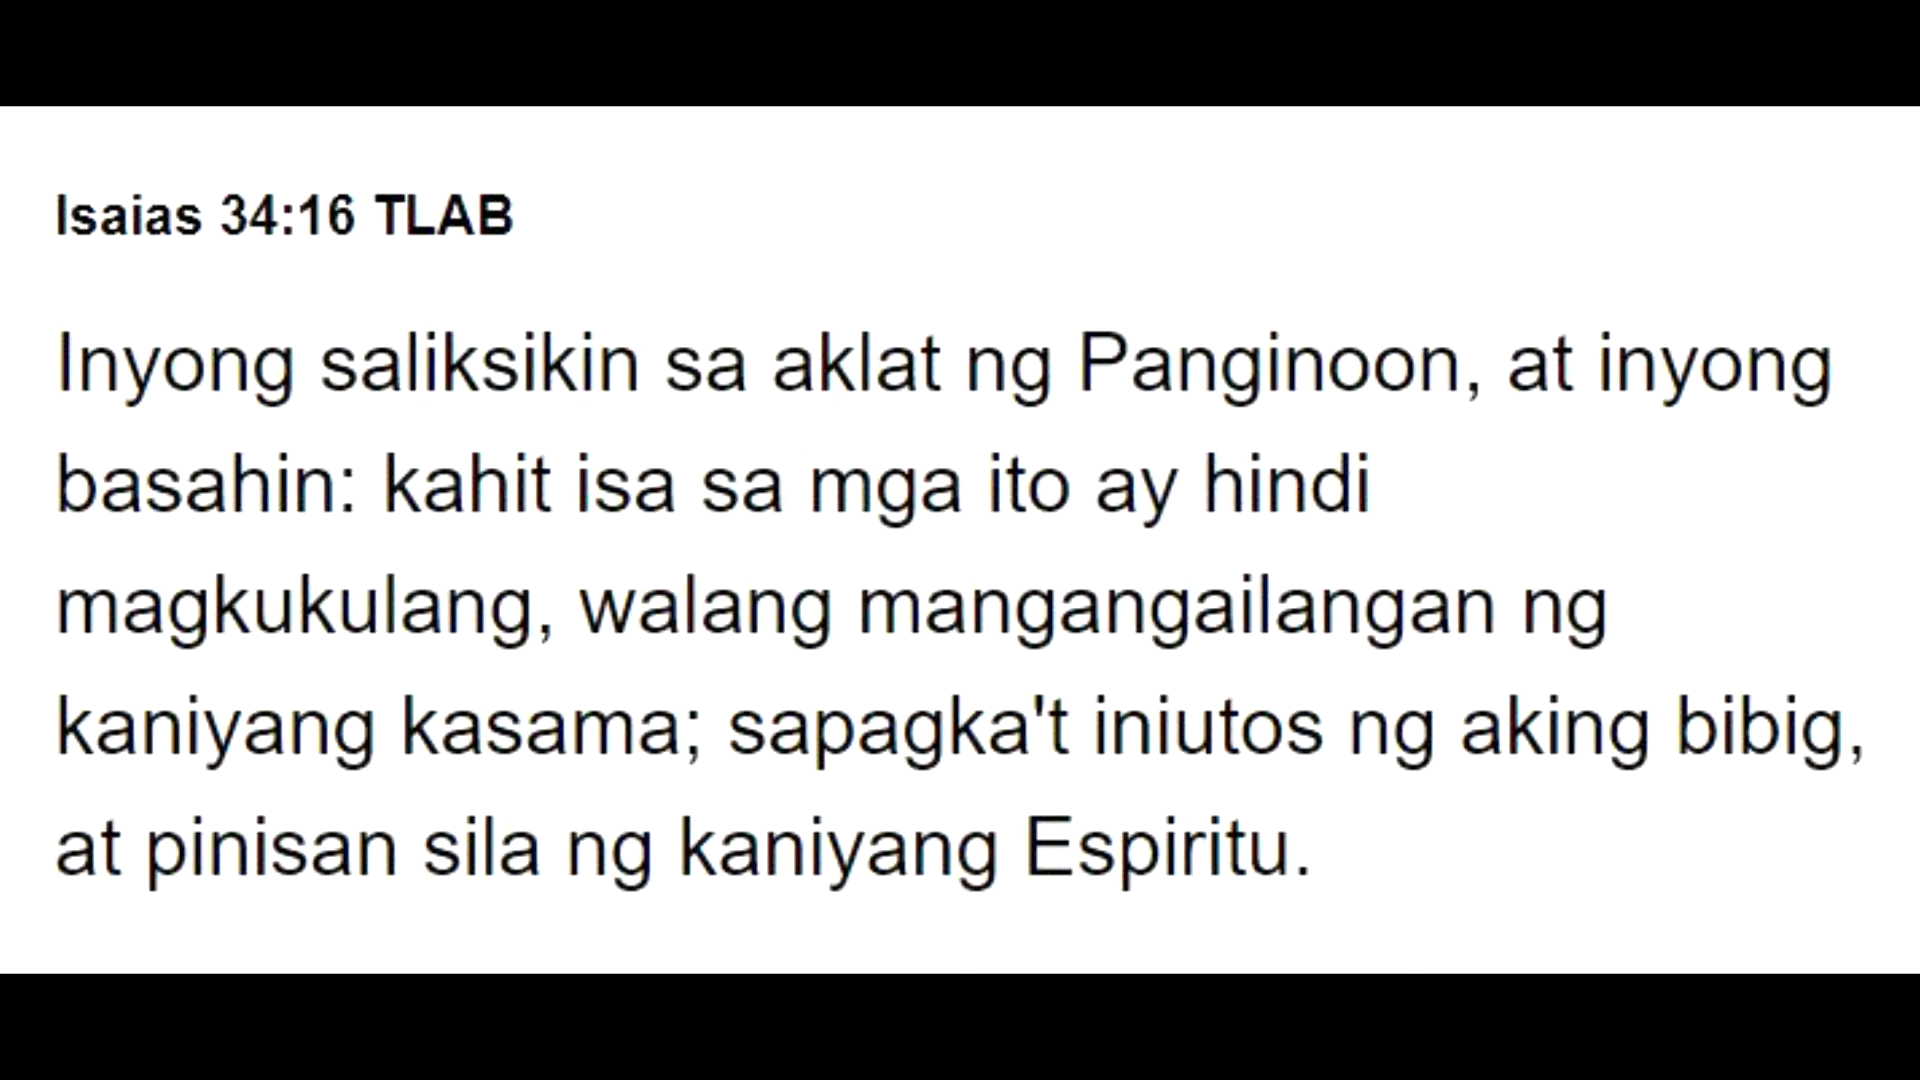 Isaias 34:16 TLAB
Inyong saliksikin sa aklat ng Panginoon, at inyong
basahin: kahit isa sa mga ito ay hindi
magkukulang, walang mangangailangan ng
kaniyang kasama; sapagka't iniutos ng aking bibig,
at pinisan sila ng kaniyang Espiritu.